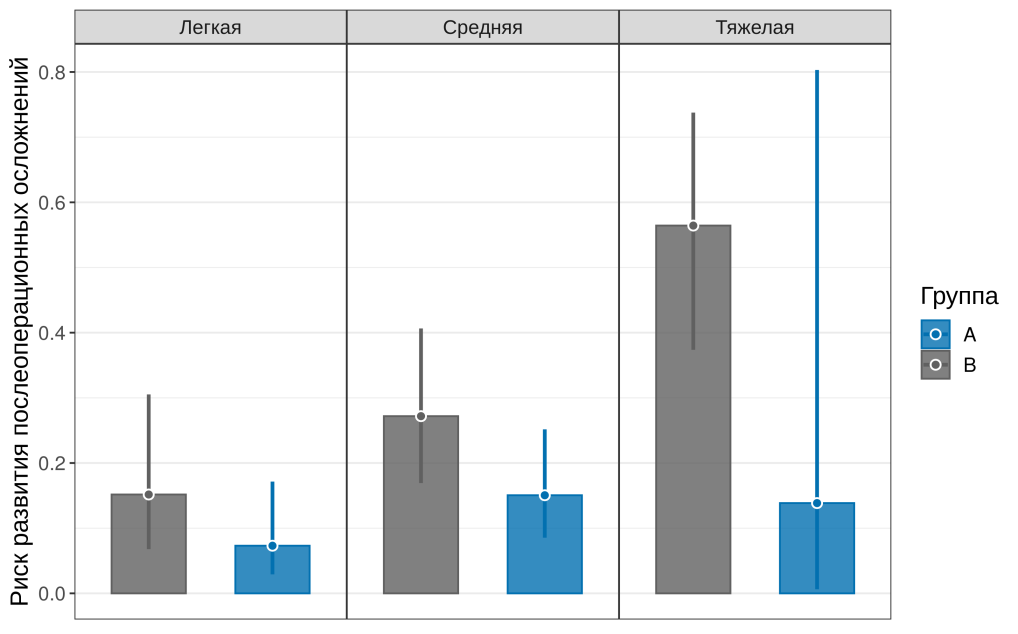 Легкая
Средняя
Тяжелая
Риск развития послеоперационных осложнений
0.8
0.6
0.4
0.2
0.0
Группа
A
B